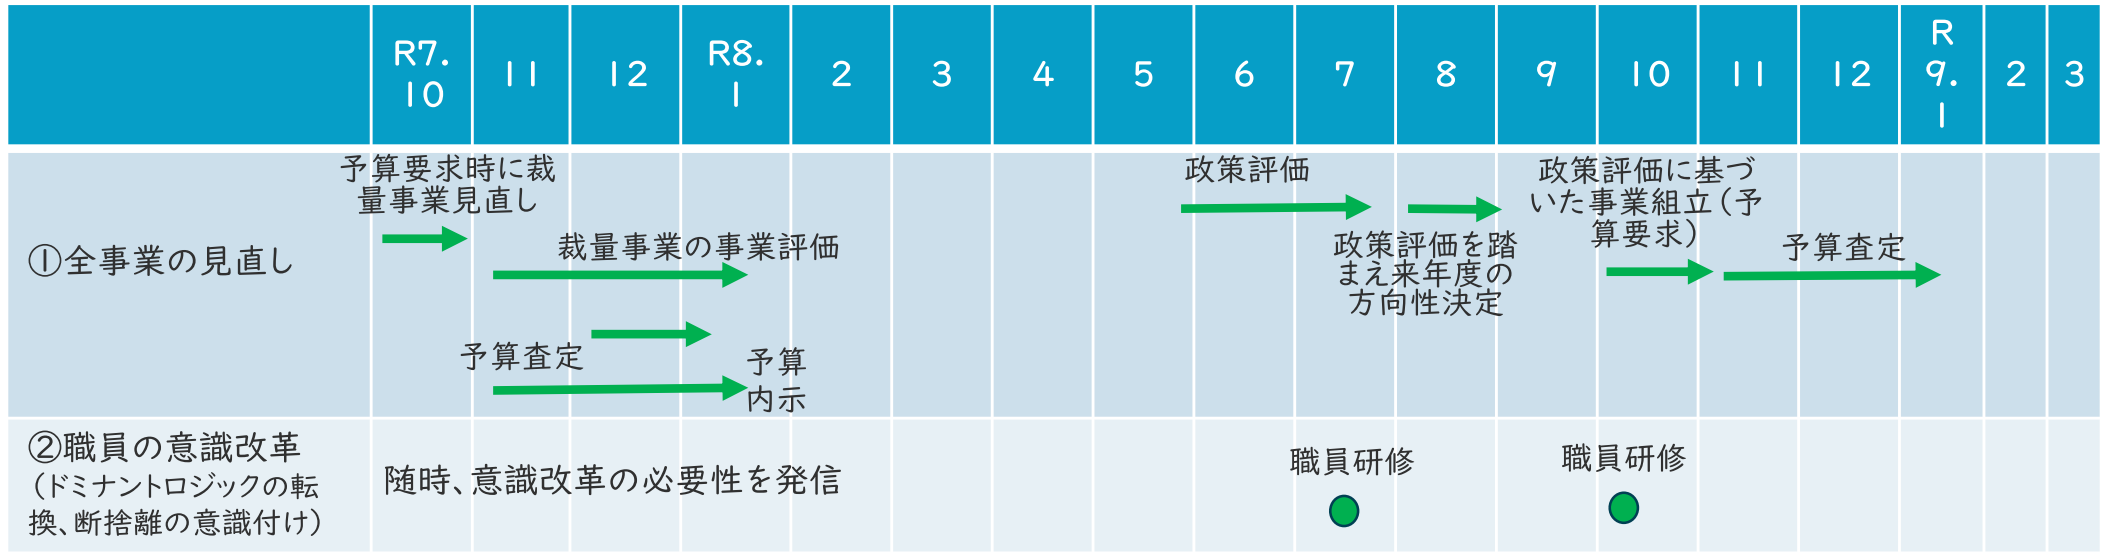 R7.
10
11
12
R8.
1
2
3
4
5
6
7
8
9
10
11
12
R
9.
1
2
3
①全事業の見直し
予算要求時に裁
量事業見直し
裁量事業の事業評価
予算査定
予算
内示
政策評価
政策評価を踏
まえ来年度の
方向性決定
政策評価に基づ
いた事業組立（予
算要求）
予算査定
②職員の意識改革
（ドミナントロジックの転
換、断捨離の意識付け）
随時、意識改革の必要性を発信
職員研修
職員研修